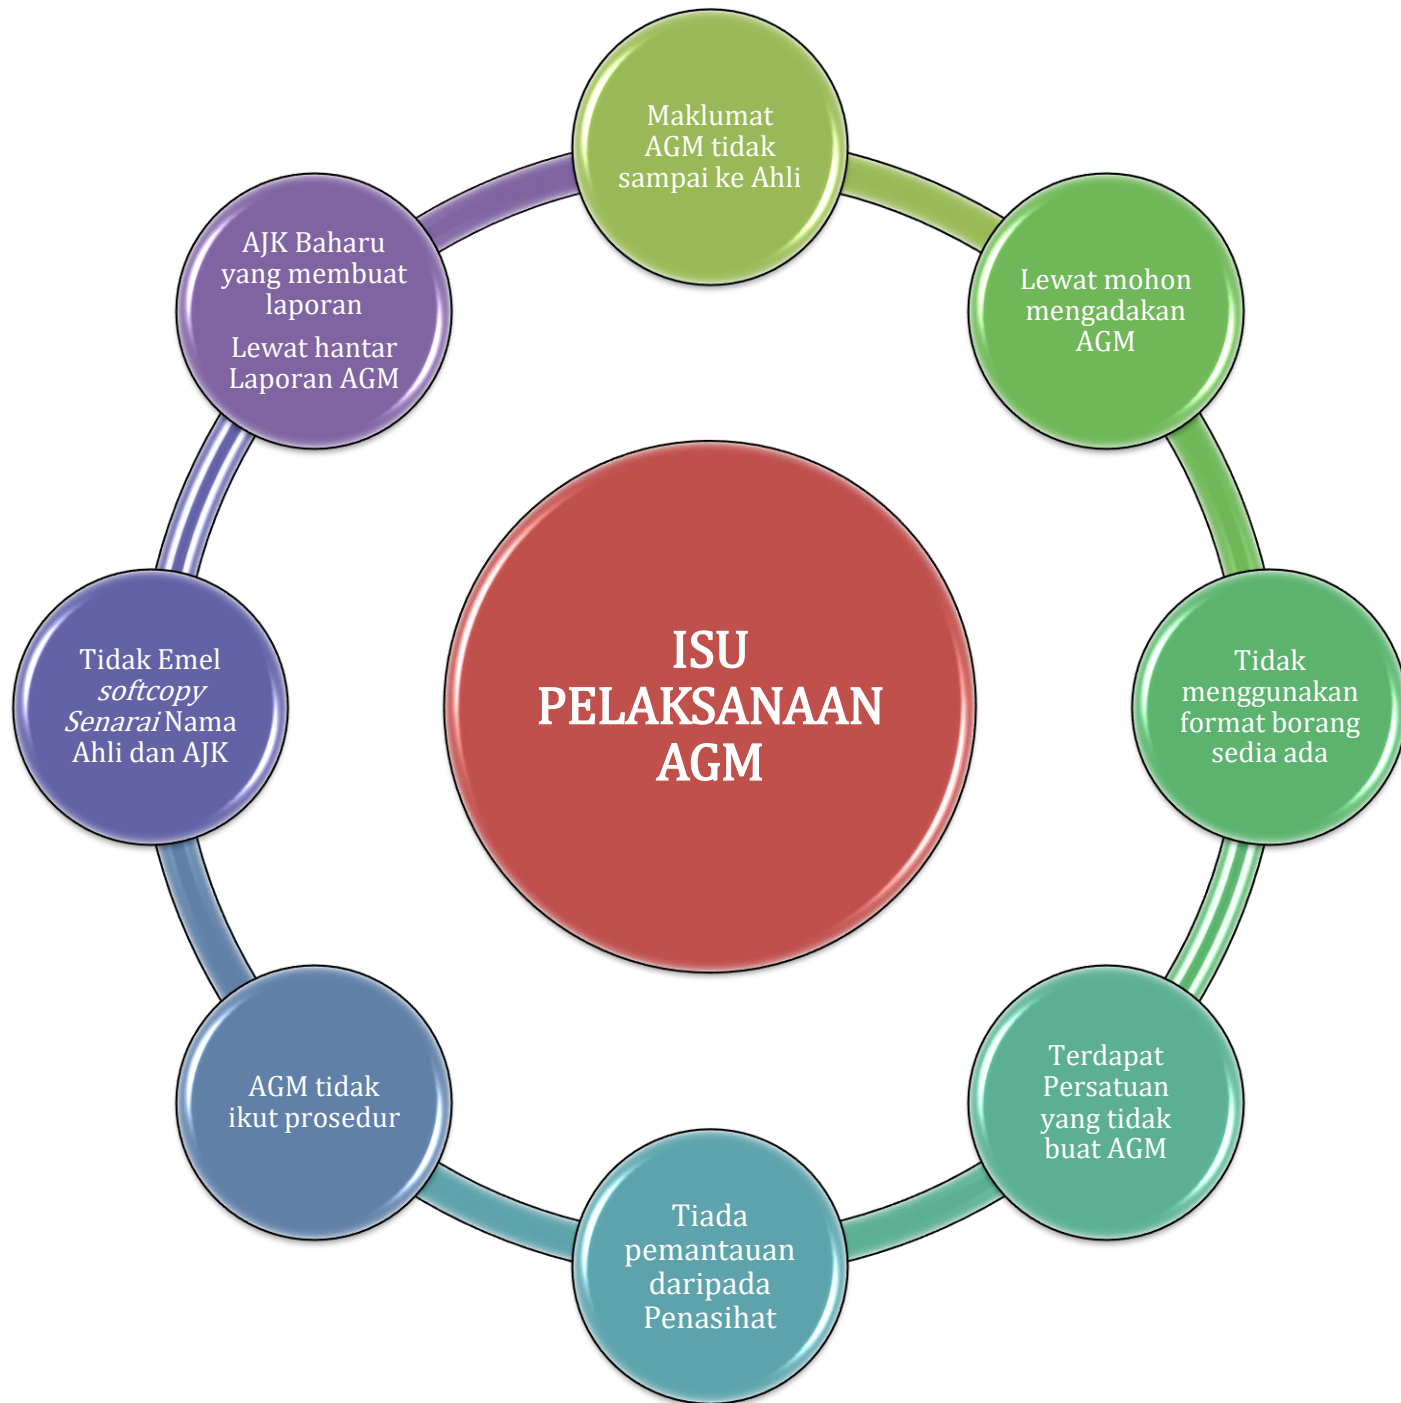 ISU
PELAKSANAAN
AGM
Maklumat
AGM tidak
sampai ke Ahli
Lewat mohon
mengadakan
AGM
Tidak
menggunakan
format borang
sedia ada
Terdapat
Persatuan
yang tidak
buat AGM
Tiada
pemantauan
daripada
Penasihat
AGM tidak
ikut prosedur
Tidak Emel
softcopy
Senarai Nama
Ahli dan AJK
AJK Baharu
yang membuat
laporan
Lewat hantar
Laporan AGM